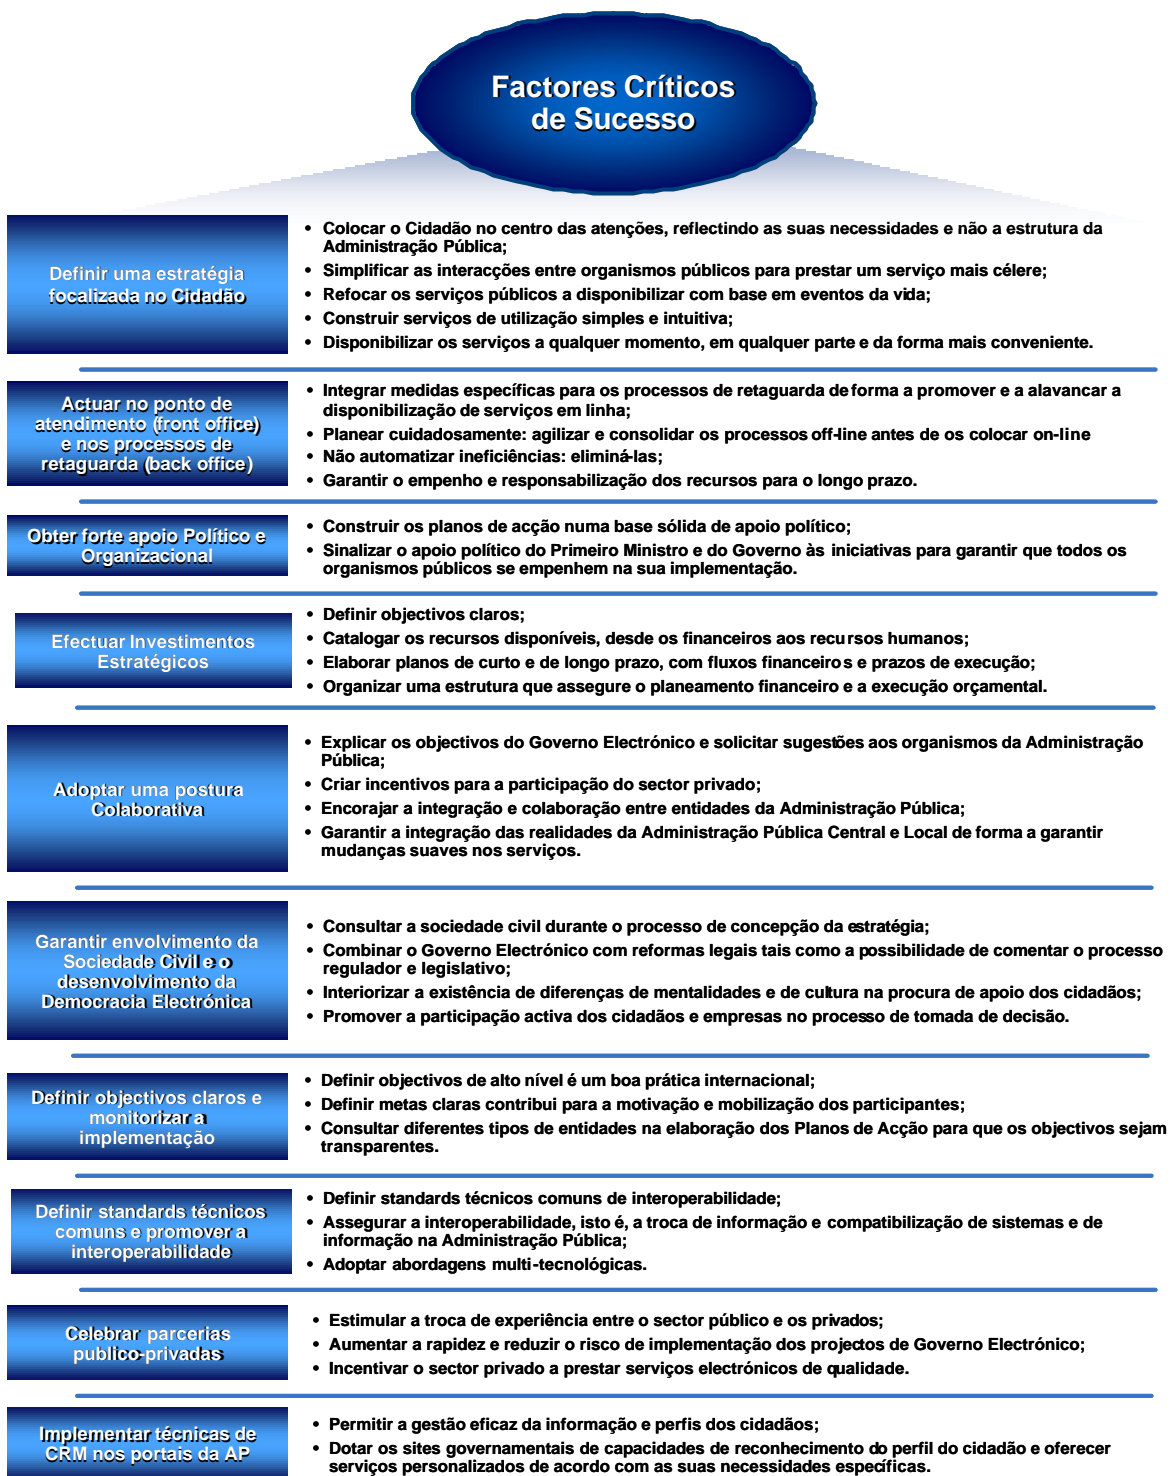 Factores Críticos
de Sucesso
Definir uma estratégia
focalizada no Cidadão
• Colocar o Cidadão no centro das atenções, reflectindo as suas necessidades e não a estrutura da
Administração Pública;
• Simplificar as interacções entre organismos públicos para prestar um serviço mais célere;
• Refocar os serviços públicos a disponibilizar com base em eventos da vida;
• Construir serviços de utilização simples e intuitiva;
• Disponibilizar os serviços a qualquer momento, em qualquer parte e da forma mais conveniente.
Actuar no ponto de
atendimento (front office)
e nos processos de
retaguarda (back office)
• Integrar medidas específicas para os processos de retaguarda de forma a promover e a alavancar a
disponibilização de serviços em linha;
• Planear cuidadosamente: agilizar e consolidar os processos off-line antes de os colocar on-line
• Não automatizar ineficiências: eliminá-las;
• Garantir o empenho e responsabilização dos recursos para o longo prazo.
Obter forte apoio Político e
Organizacional
• Construir os planos de acção numa base sólida de apoio político;
• Sinalizar o apoio político do Primeiro Ministro e do Governo às iniciativas para garantir que todos os
organismos públicos se empenhem na sua implementação.
Efectuar Investimentos
Estratégicos
• Definir objectivos claros;
• Catalogar os recursos disponíveis, desde os financeiros aos recursos humanos;
• Elaborar planos de curto e de longo prazo, com fluxos financeiros e prazos de execução;
• Organizar uma estrutura que assegure o planeamento financeiro e a execução orçamental.
Adoptar uma postura
Colaborativa
• Explicar os objectivos do Governo Electrónico e solicitar sugestões aos organismos da Administração
Pública;
• Criar incentivos para a participação do sector privado;
• Encorajar a integração e colaboração entre entidades da Administração Pública;
• Garantir a integração das realidades da Administração Pública Central e Local de forma a garantir
mudanças suaves nos serviços.
Garantir envolvimento da
Sociedade Civil e o
desenvolvimento da
Democracia Electrónica
• Consultar a sociedade civil durante o processo de concepção da estratégia;
• Combinar o Governo Electrónico com reformas legais tais como a possibilidade de comentar o processo
regulador e legislativo;
• Interiorizar a existência de diferenças de mentalidades e de cultura na procura de apoio dos cidadãos;
• Promover a participação activa dos cidadãos e empresas no processo de tomada de decisão.
Definir objectivos claros e
monitorizar a
implementação
• Definir objectivos de alto nível é um boa prática internacional;
• Definir metas claras contribui para a motivação e mobilização dos participantes;
• Consultar diferentes tipos de entidades na elaboração dos Planos de Acção para que os objectivos sejam
transparentes.
Definir standards técnicos
comuns e promover a
interoperabilidade
• Definir standards técnicos comuns de interoperabilidade;
• Assegurar a interoperabilidade, isto é, a troca de informação e compatibilização de sistemas e de
informação na Administração Pública;
• Adoptar abordagens multi-tecnológicas.
Celebrar parcerias
publico-privadas
• Estimular a troca de experiência entre o sector público e os privados;
• Aumentar a rapidez e reduzir o risco de implementação dos projectos de Governo Electrónico;
• Incentivar o sector privado a prestar serviços electrónicos de qualidade.
Implementar técnicas de
CRM nos portais da AP
• Permitir a gestão eficaz da informação e perfis dos cidadãos;
• Dotar os sites governamentais de capacidades de reconhecimento do perfil do cidadão e oferecer
serviços personalizados de acordo com as suas necessidades específicas.